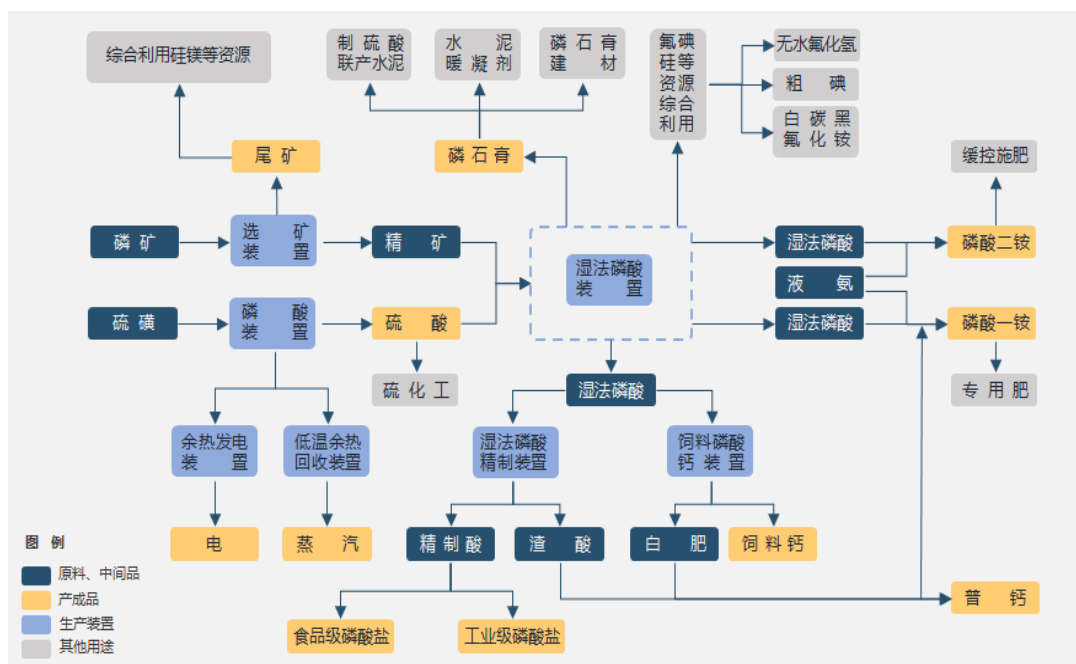 综合利用硅镁等资源
制硫酸
联产水泥
水泥
暖凝剂
磷石膏
建材
氟碘
硅等
资源
综合
利用
无水氟化氢
粗碘
白碳黑
氟化铵
尾矿
磷石膏
缓控施肥
磷矿
选矿
装置
精矿
湿法磷酸
装置
湿法磷酸
磷酸二铵
液氨
硫磺
磷酸
装置
硫酸
湿法磷酸
磷酸一铵
硫化工
湿法磷酸
专用肥
余热发电
装置
低温余热
回收装置
湿法磷酸
精制装置
饲料磷酸
钙装置
电
蒸汽
精制酸
渣酸
白肥
饲料钙
图例
原料、中间品
产成品
生产装置
其他用途
普钙
食品级磷酸盐
工业级磷酸盐